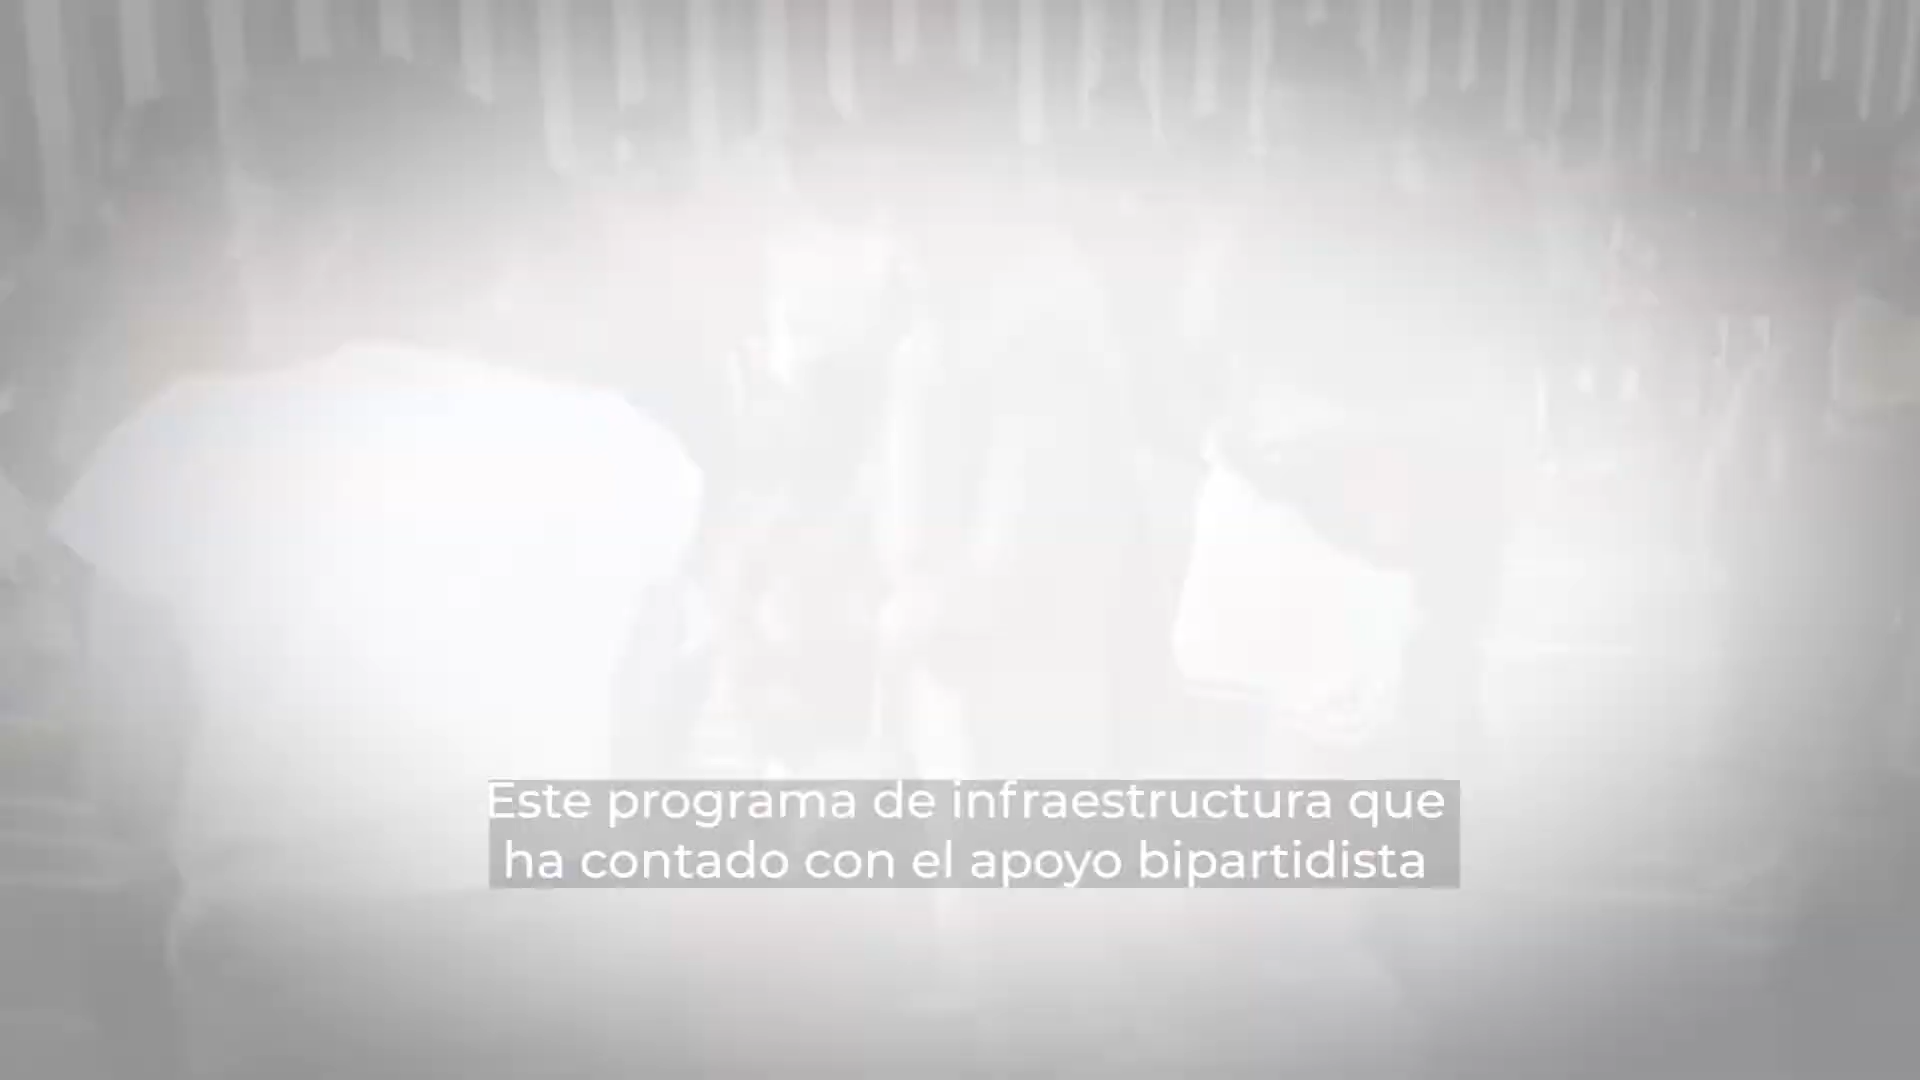 Este programa de infraestructura que
ha contado con el apoyo bipartidista